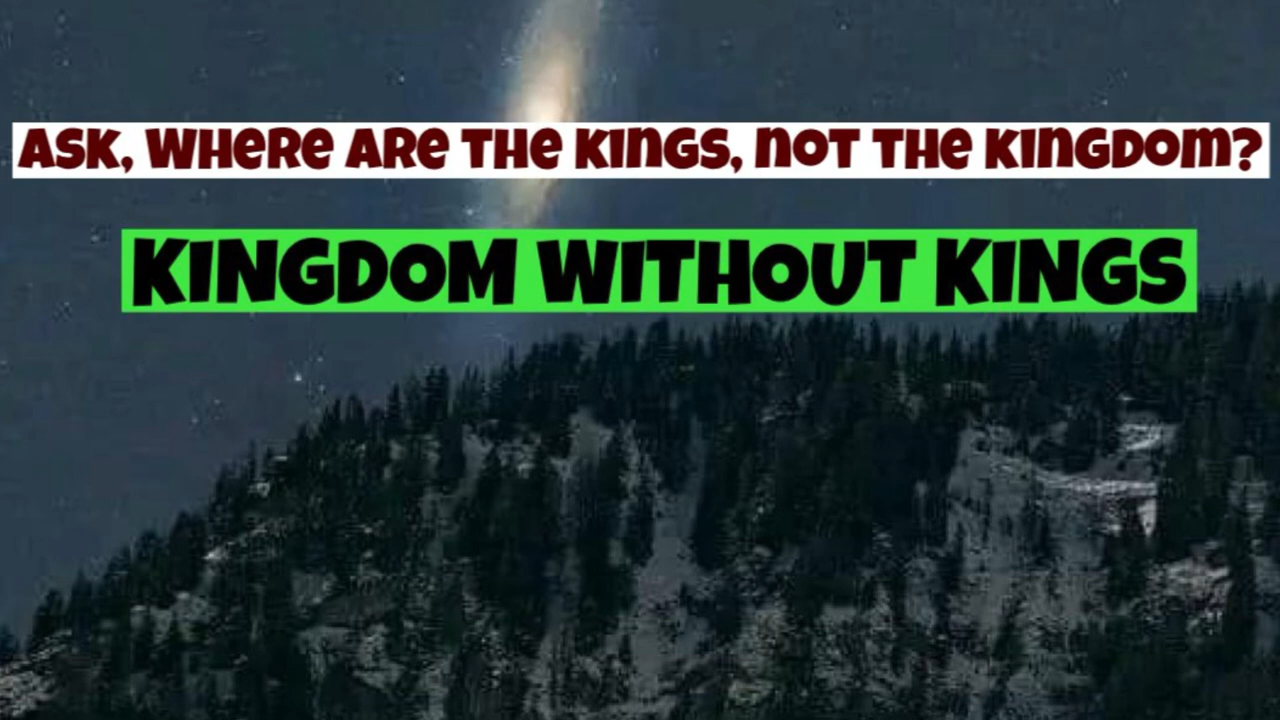 ASK, WHERE ARE THE KINGS, NOT THE KINGDOM?
KINGDOM WITHOUT KINGS